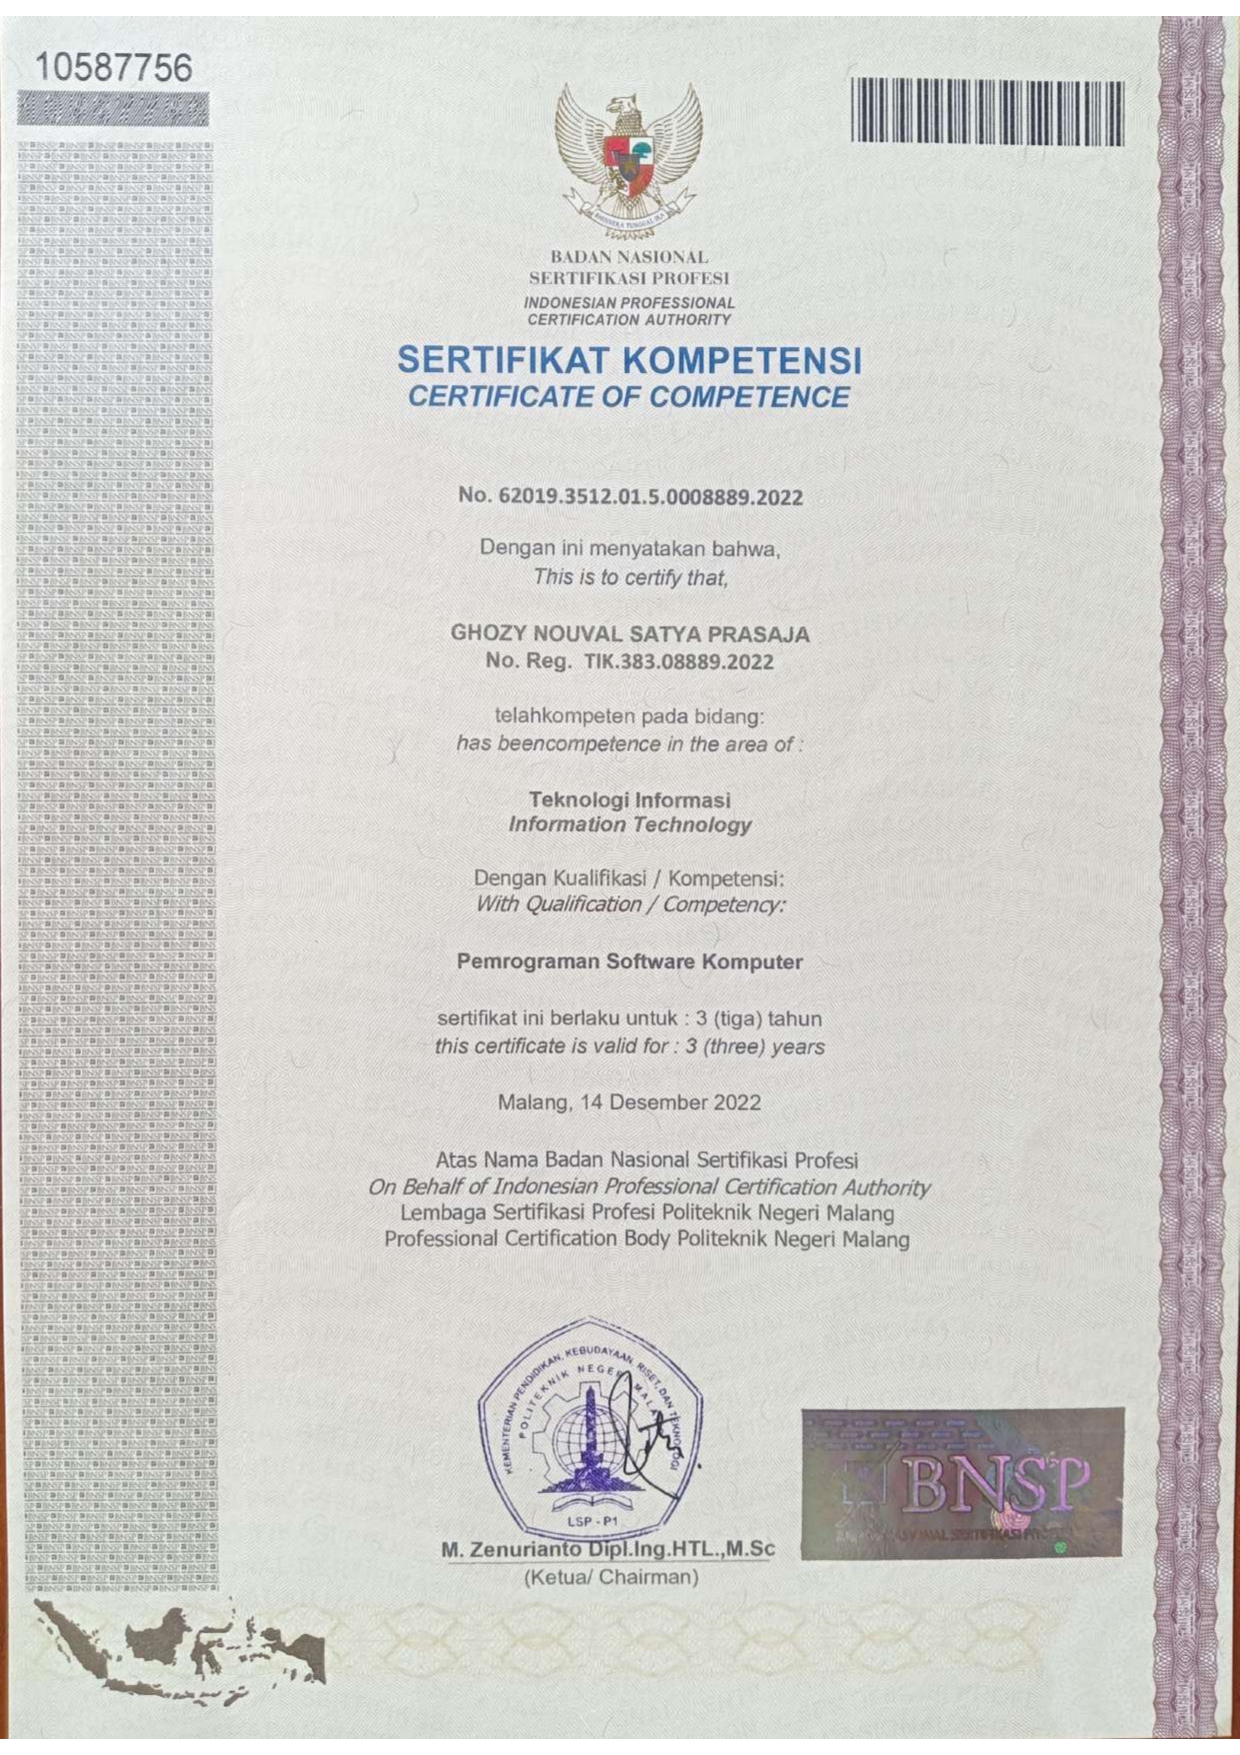 10587756
BHINNEKA TUNGGAL IKA
BADAN NASIONAL
SERTIFIKASI PROFESI
INDONESIAN PROFESSIONAL
CERTIFICATION AUTHORITY
SERTIFIKAT KOMPETENSI
CERTIFICATE OF COMPETENCE
No. 62019.3512.01.5.0008889.2022
Dengan ini menyatakan bahwa,
This is to certify that,
GHOZY NOUVAL SATYA PRASAJA
No. Reg. TIK.383.08889.2022
telahkompeten pada bidang:
has beencompetence in the area of :
Teknologi Informasi
Information Technology
Dengan Kualifikasi / Kompetensi:
With Qualification / Competency:
Pemrograman Software Komputer
sertifikat ini berlaku untuk : 3 (tiga) tahun
this certificate is valid for : 3 (three) years
Malang, 14 Desember 2022
Atas Nama Badan Nasional Sertifikasi Profesi
On Behalf of Indonesian Professional Certification Authority
Lembaga Sertifikasi Profesi Politeknik Negeri Malang
Professional Certification Body Politeknik Negeri Malang
KEMENTERIAN PENDIDIKAN, KEBUDAYAAN, RISET, DAN TEKNOLOGI
POLITEKNIK NEGERI MALANG
LSP - P1
BNSP
NASIONAL SERTIFIKASI PROFESI
M. Zenurianto Dipl.Ing.HTL.,M.Sc
(Ketua/ Chairman)